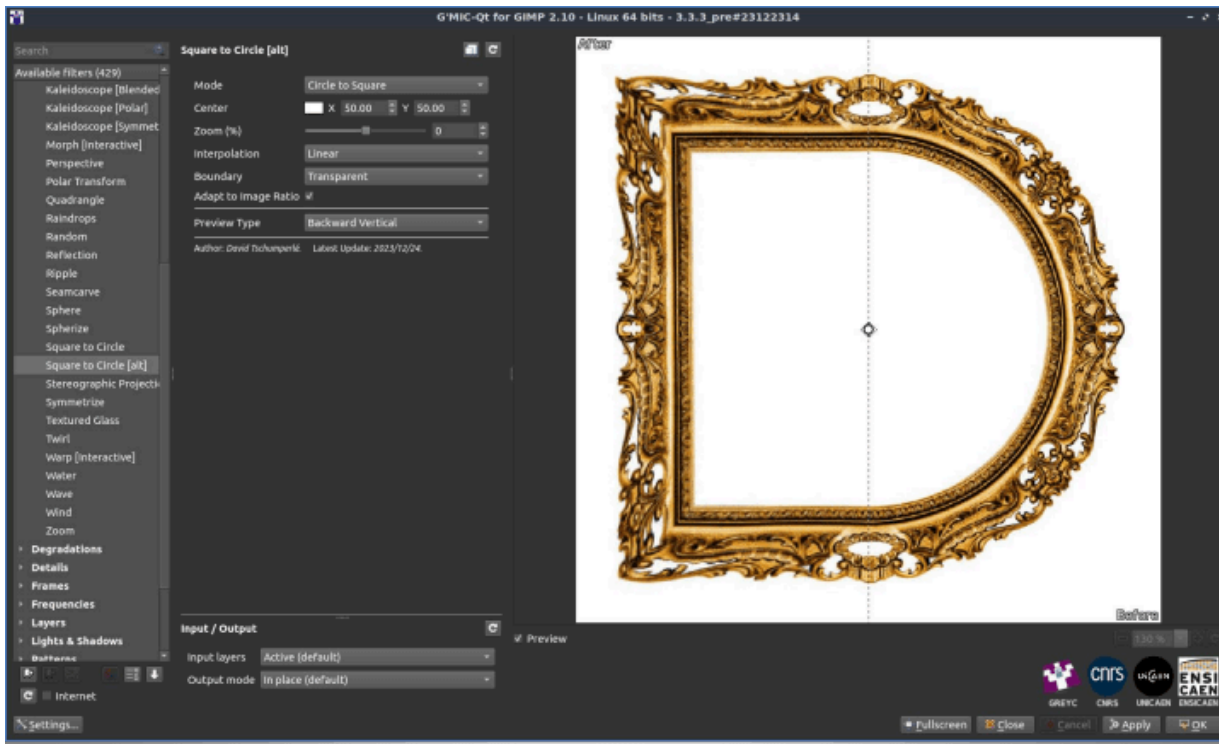 G'MIC-Qt for GIMP 2.10 - Linux 64 bits - 3.3.3_pre#23122314
Search
Available filters (429)
Kaleidoscope [Blended
Kaleidoscope [Polar]
Kaleidoscope [Symmet
Morph [Interactive]
Perspective
Polar Transform
Quadrangle
Raindrops
Random
Reflection
Ripple
Seamcarve
Sphere
Spherize
Square to Circle
Square to Circle [alt]
Stereographic Projecti
Symmetrize
Textured Glass
Twirl
Warp [Interactive]
Water
Wave
Wind
Zoom
Degradations
Details
Frames
Frequencies
Layers
Lights & Shadows
Patterns
Internet
Settings...
Square to Circle [alt]
Mode Circle to Square
Center X 50.00 Y 50.00
Zoom (%) 0
Interpolation Linear
Boundary Transparent
Adapt to Image Ratio
Preview Type Backward Vertical
Author: David Tschumperlé. Latest Update: 2023/12/24.
Input / Output
Input layers Active (default)
Output mode In place (default)
After
Before
Preview
130 %
GREYC
cnrs
CNRS
UNICAEN
UNICAEN
ENSI
CAEN
ENSICAEN
Fullscreen
Close
Cancel
Apply
OK